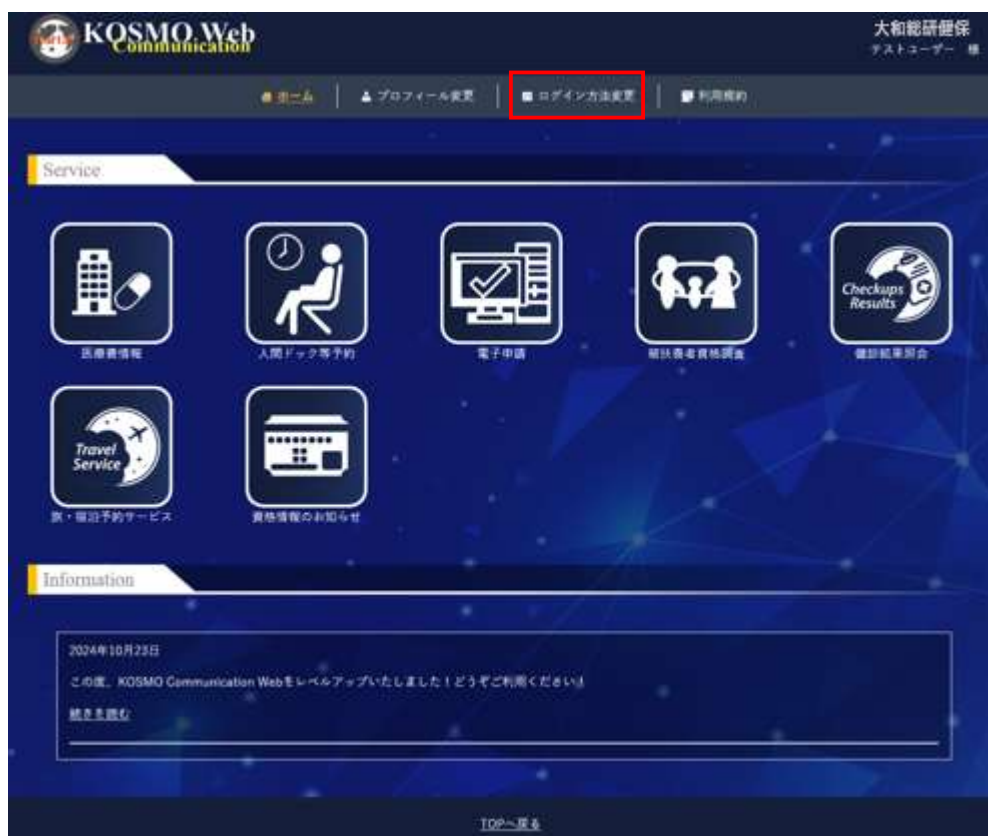 KOSMO Web
Communication
大和総研健保
テストユーザー 様
ホーム
プロフィール変更
ログイン方法変更
利用規約
Service
Checkups
Results
医療費情報
人間ドック等予約
電子申請
被扶養者資格調査
健診結果照会
Travel
Service
旅・宿泊予約サービス
資格情報のお知らせ
Information
2024年10月23日
この度、KOSMO Communication Webをレベルアップいたしました！どうぞご利用ください！
続きを読む
TOPへ戻る